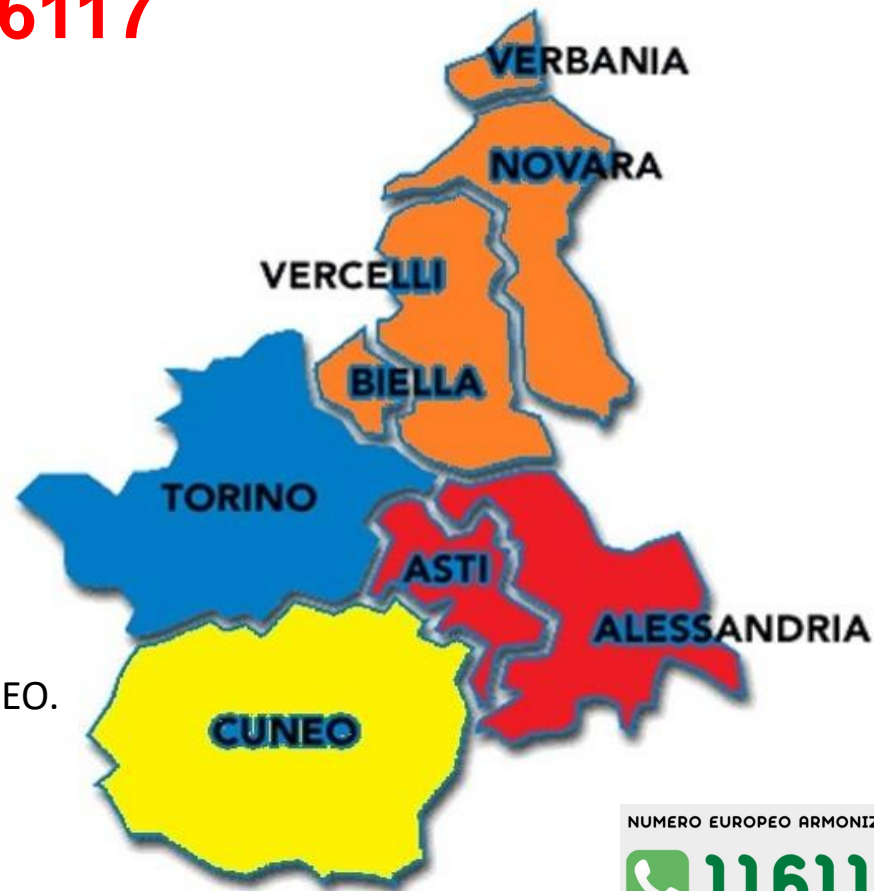 6117
VERBANIA
NOVARA
VERCELLI
BIELLA
TORINO
ASTI
ALESSANDRIA
EO.
CUNEO
NUMERO EUROPEO ARMONIZ
11611